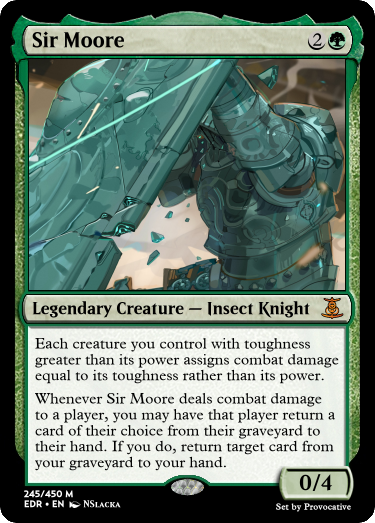 Sir Moore 2
Legendary Creature — Insect Knight
Each creature you control with toughness
greater than its power assigns combat damage
equal to its toughness rather than its power.
Whenever Sir Moore deals combat damage
to a player, you may have that player return a
card of their choice from their graveyard to
their hand. If you do, return target card from
your graveyard to your hand.
0/4
245/450 M
EDR • EN NSlacka
Set by Provocative